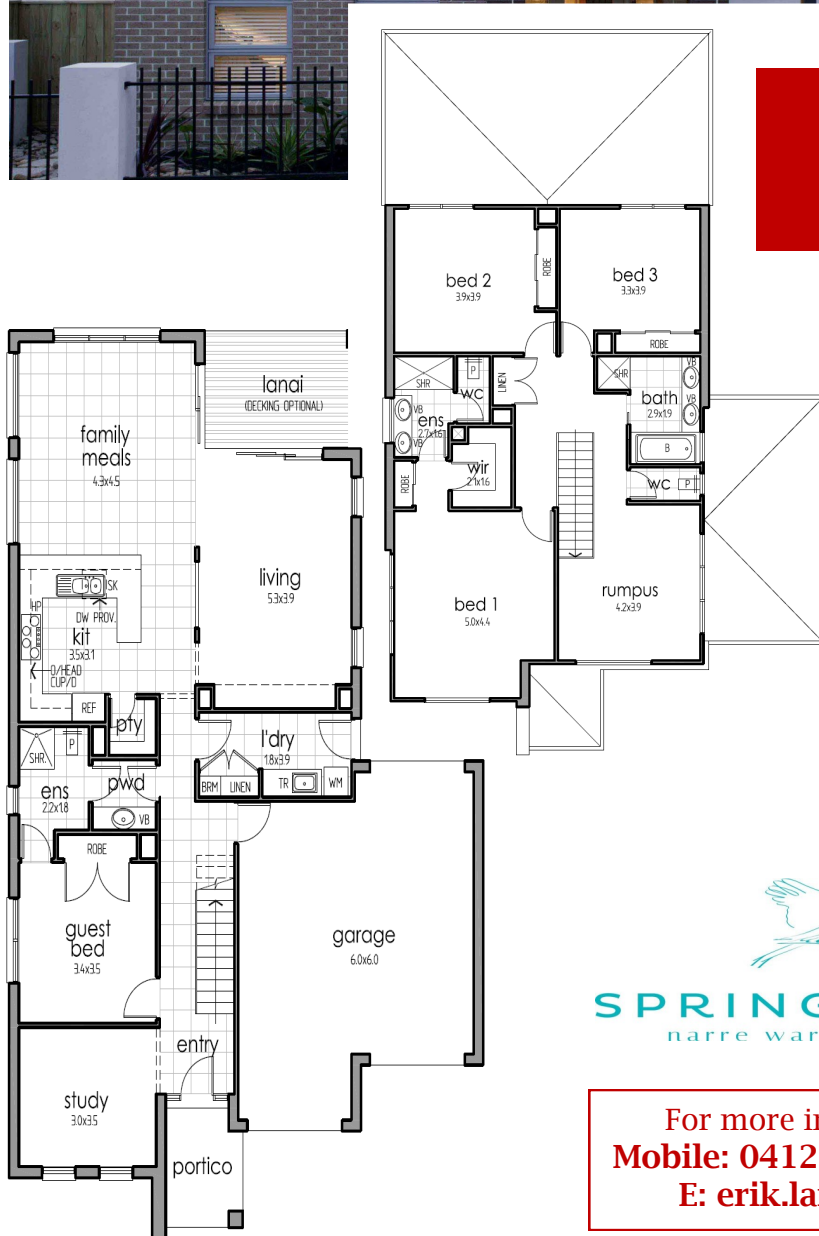 bed 2
3.9x3.9
ROBE
bed 3
3.3x3.9
ROBE
SHR
P
wc
LINEN
VB
ens
2.7x1.6
VB
SHR
VB
bath
2.9x1.9
VB
B
wir
2.1x1.6
ROBE
wc
P
bed 1
5.0x4.4
rumpus
4.2x3.9
lanai
(DECKING OPTIONAL)
family
meals
4.3x4.5
living
5.3x3.9
SK
HP
DW PROV.
kit
3.5x3.1
O/HEAD
CUP/D
REF
pty
l'dry
1.8x3.9
BRM
LINEN
TR
WM
SHR.
P
ens
2.2x1.8
pwd
VB
ROBE
guest
bed
3.4x3.5
garage
6.0x6.0
entry
study
3.0x3.5
portico
SPRING
narre war
For more i
Mobile: 0412
E: erik.la